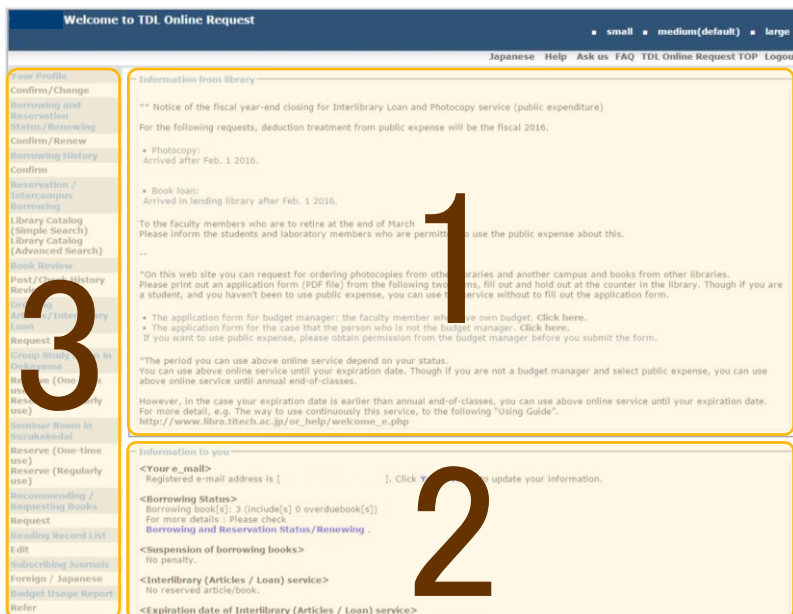 Welcome to TDL Online Request
small medium(default) large
Japanese Help Ask us FAQ TDL Online Request TOP Logou
Your Profile
Confirm/Change
Borrowing and
Reservation
Status/Renewing
Confirm/Renew
Borrowing History
Confirm
Reservation /
Intercampus
Borrowing
Library Catalog
(Simple Search)
Library Catalog
(Advanced Search)
Book Review
Post/Check History
Review
Loan
Request
Group Study in
Ookayama
Reserve (One
use)
use)
Seminar Room in
Suzukakedai
Reserve (One-time
use)
Reserve (Regularly
use)
Recommending /
Requesting Books
Request
Reading Record List
Edit
Subscribing Journals
Foreign / Japanese
Budget Usage Report
Refer
3
Information from library
** Notice of the fiscal year-end closing for Interlibrary Loan and Photocopy service (public expenditure)
For the following requests, deduction treatment from public expense will be the fiscal 2016.
• Photocopy:
Arrived after Feb. 1 2016.
• Book loan:
Arrived in lending library after Feb. 1 2016.
To the faculty members who are to retire at the end of March
Please inform the students and laboratory members who are permitted to use the public expense about this.
--
"On this web site you can request for ordering photocopies from other libraries and another campus and books from other libraries.
Please print out an application form (PDF file) from the following two forms, fill out and hold out at the counter in the library. Though if you are
a student, and you haven't been to use public expense, you can use the service without to fill out the application form.
• The application form for budget manager: the faculty member who have own budget. Click here.
• The application form for the case that the person who is not the budget manager. Click here.
If you want to use public expense, please obtain permission from the budget manager before you submit the form.
"The period you can use above online service depend on your status.
You can use above online service until your expiration date. Though if you are not a budget manager and select public expense, you can use
above online service until annual end-of-classes.
However, in the case your expiration date is earlier than annual end-of-classes, you can use above online service until your expiration date.
For more detail, e.g. The way to use continuously this service, to the following "Using Guide".
http://www.libra.titech.ac.jp/or_help/welcome_e.php
1
Information to you
<Your e_mail>
Registered e-mail address is [ ]. Click to update your information.
<Borrowing Status>
Borrowing book[s]: 3 (include[s] 0 overduebook[s])
For more details : Please check
Borrowing and Reservation Status/Renewing .
<Suspension of borrowing books>
No penalty.
<Interlibrary (Articles / Loan) service>
No reserved article/book.
<Expiration date of Interlibrary (Articles / Loan) service>
2